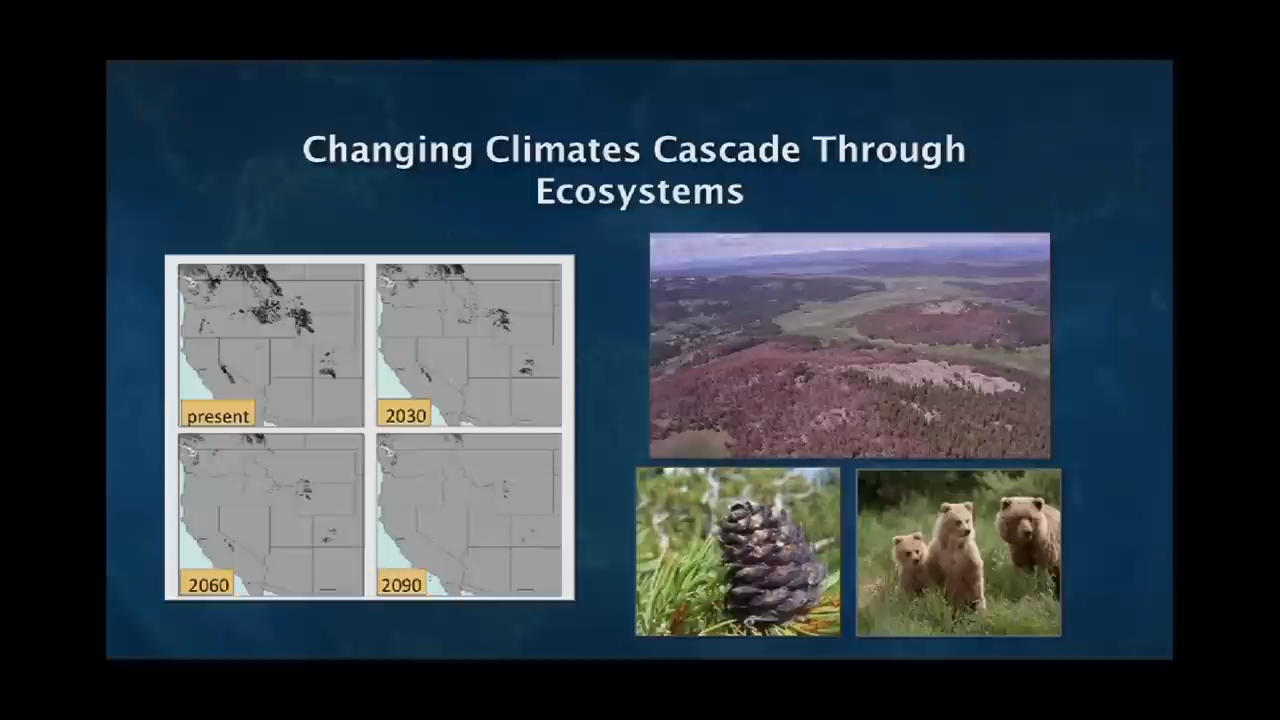 Changing Climates Cascade Through
Ecosystems
present
2030
2060
2090